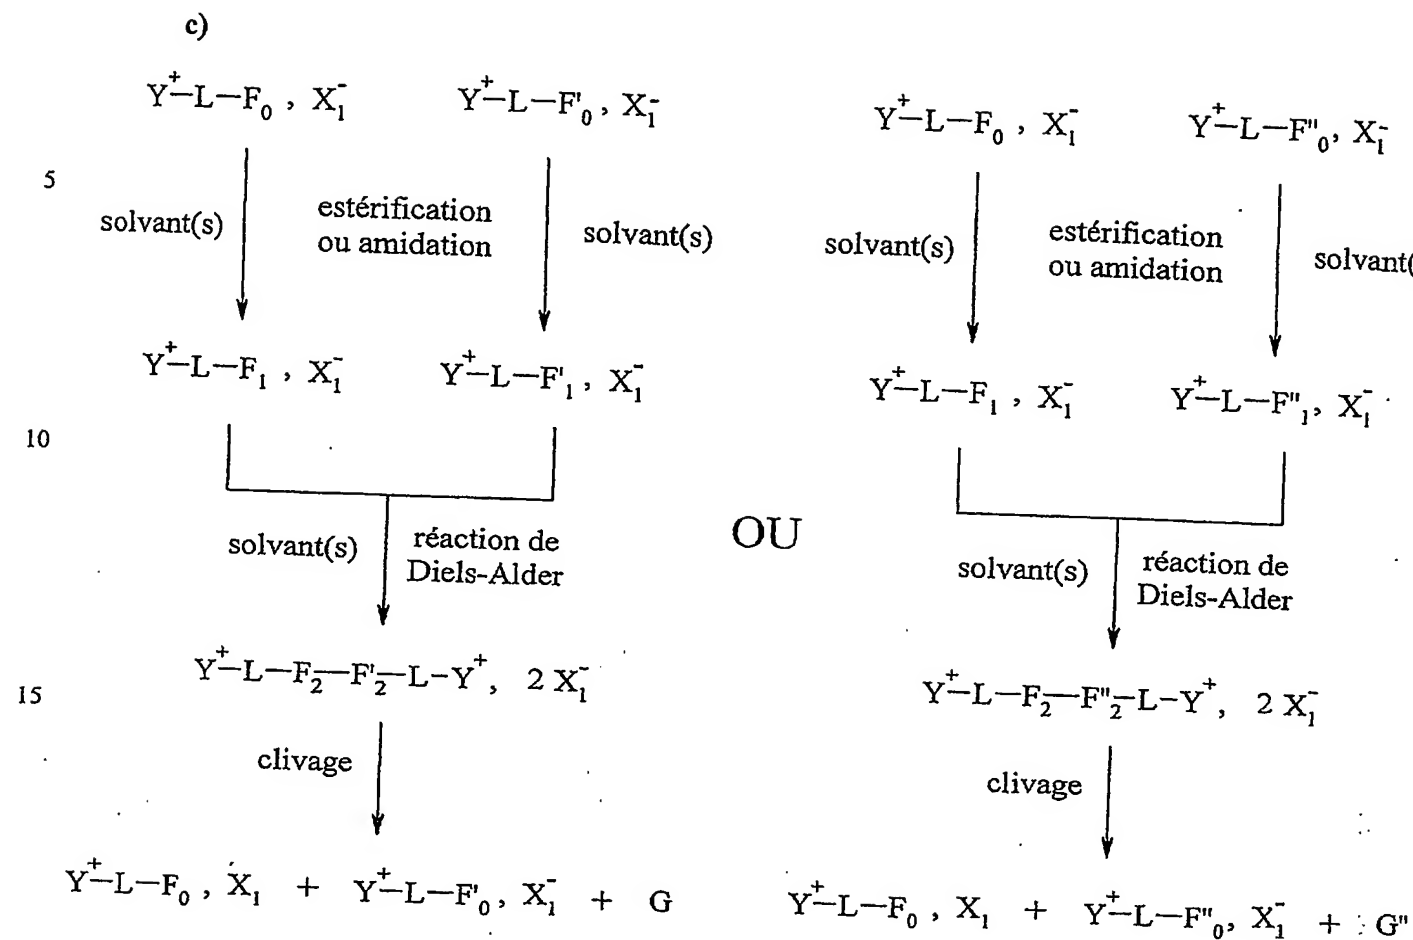 c)
Y⁺—L—F₀ , X₁⁻ Y⁺—L—F'₀, X₁⁻ Y⁺—L—F₀ , X₁⁻ Y⁺—L—F"₀, X₁⁻
5
solvant(s) estérification ou amidation solvant(s) solvant(s) estérification ou amidation solvant(
Y⁺—L—F₁ , X₁⁻ Y⁺—L—F'₁, X₁⁻ Y⁺—L—F₁ , X₁⁻ Y⁺—L—F"₁, X₁⁻
10
OU
solvant(s) réaction de Diels-Alder solvant(s) réaction de Diels-Alder
15
Y⁺—L—F₂—F'₂—L—Y⁺, 2 X₁⁻ Y⁺—L—F₂—F"₂—L—Y⁺, 2 X₁⁻
clivage clivage
Y⁺—L—F₀ , X₁ + Y⁺—L—F'₀, X₁⁻ + G Y⁺—L—F₀ , X₁ + Y⁺—L—F"₀, X₁⁻ + G"